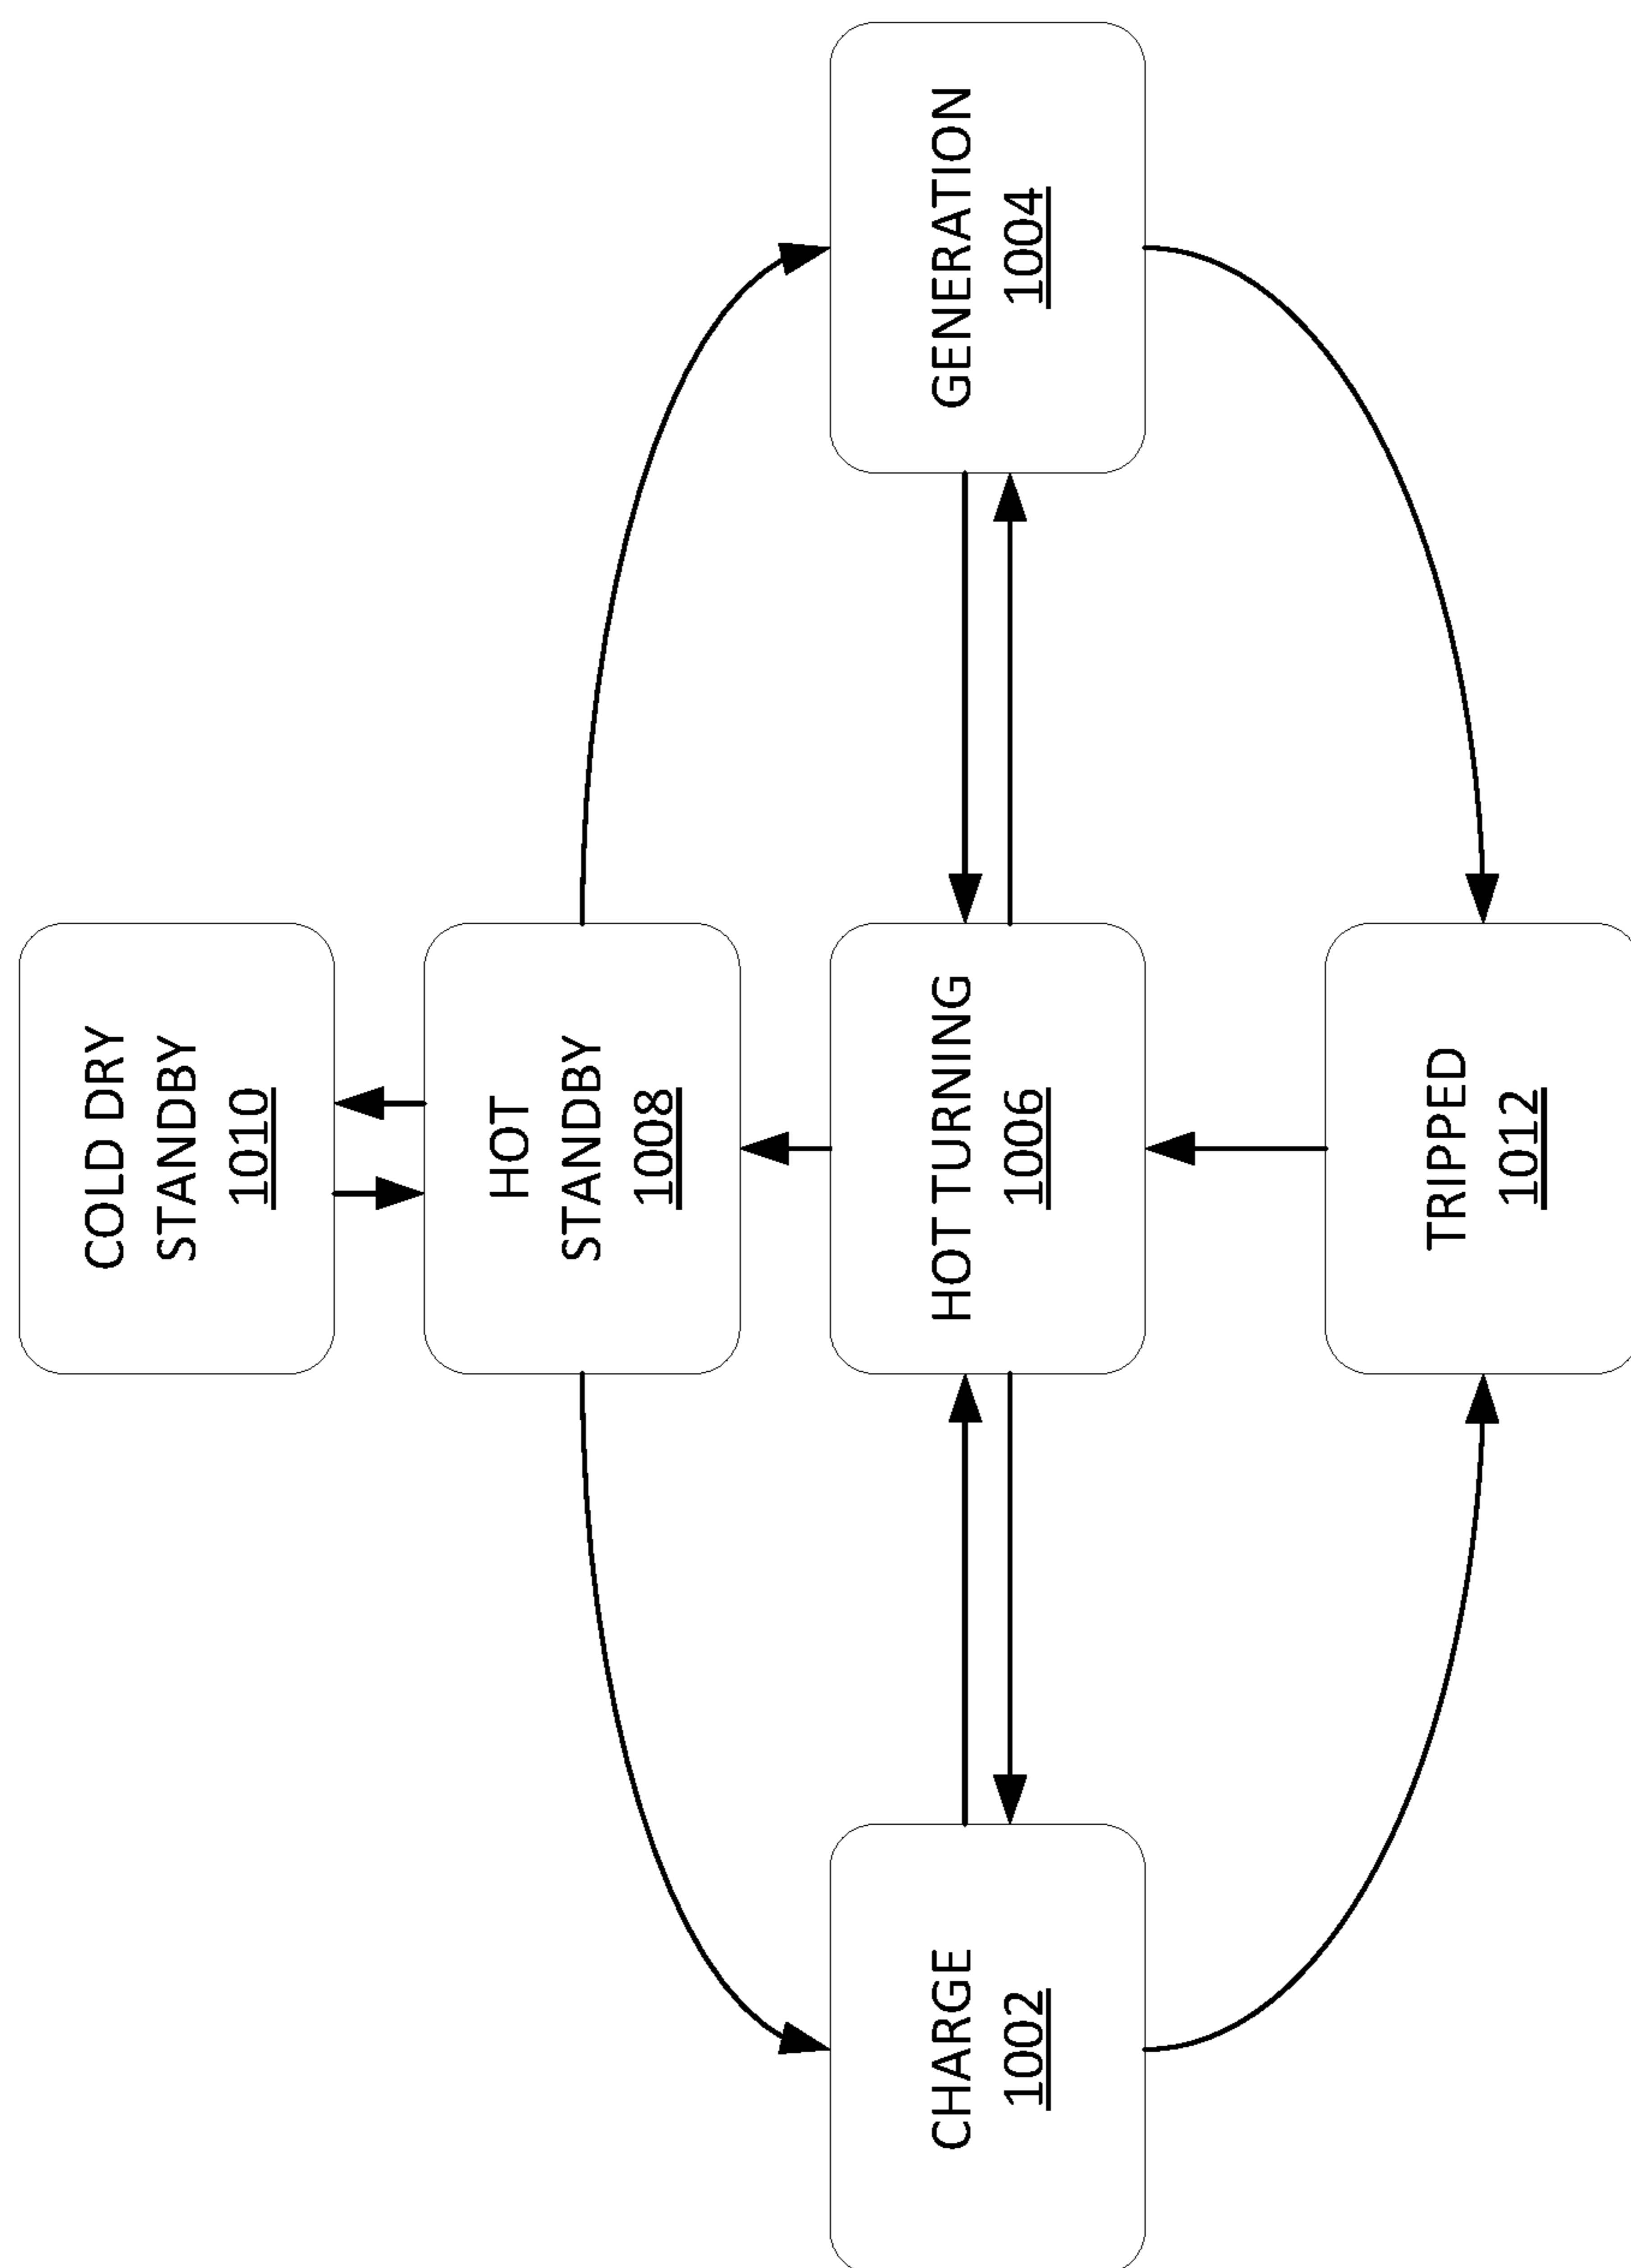 COLD DRY
STANDBY
1010
HOT
STANDBY
1008
CHARGE
1002
HOT TURNING
1006
GENERATION
1004
TRIPPED
1012